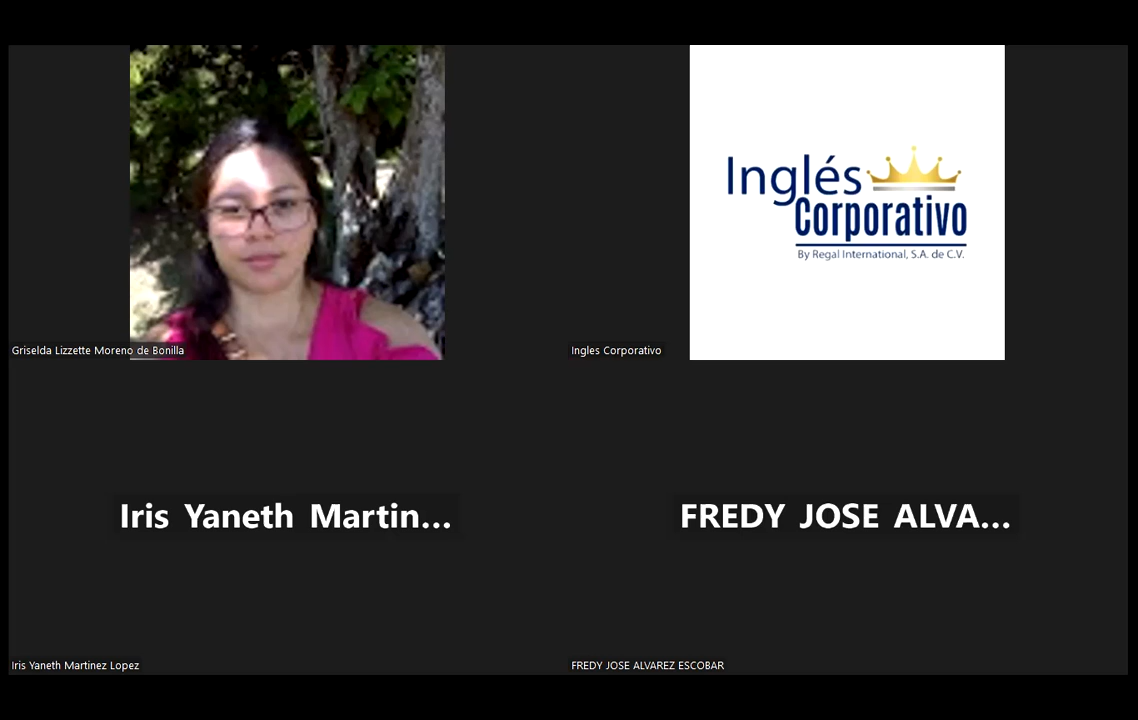 Inglés
Corporativo
By Regal International, S.A. de C.V.
Griselda Lizzette Moreno de Bonilla
Ingles Corporativo
Iris Yaneth Martin...
FREDY JOSE ALVA...
Iris Yaneth Martinez Lopez
FREDY JOSE ALVAREZ ESCOBAR